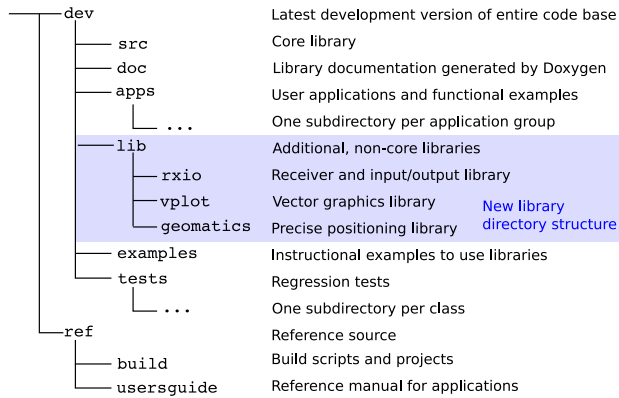 dev Latest development version of entire code base
src Core library
doc Library documentation generated by Doxygen
apps User applications and functional examples
... One subdirectory per application group
lib Additional, non-core libraries
rxio Receiver and input/output library
vplot Vector graphics library
geomatics Precise positioning library
New library
directory structure
examples Instructional examples to use libraries
tests Regression tests
... One subdirectory per class
ref Reference source
build Build scripts and projects
usersguide Reference manual for applications